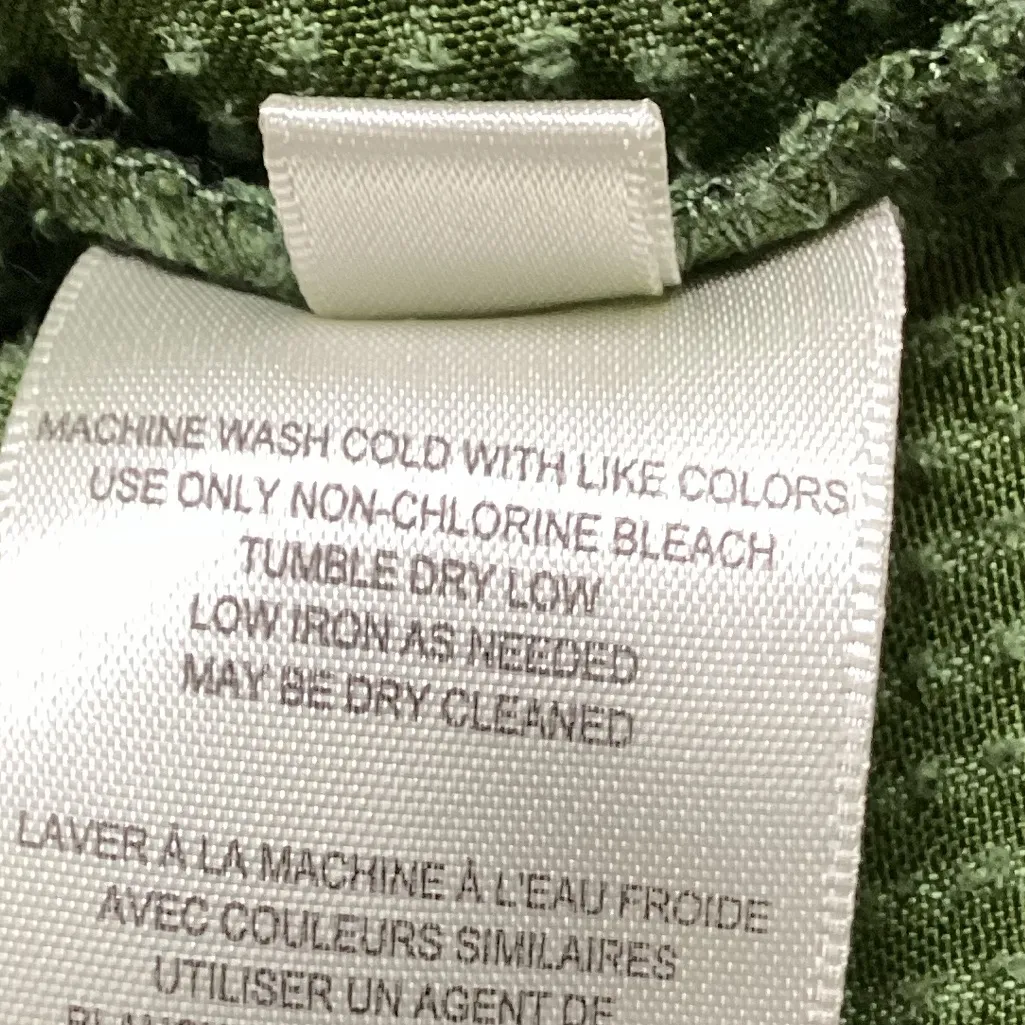 MACHINE WASH COLD WITH LIKE COLORS
USE ONLY NON-CHLORINE BLEACH
TUMBLE DRY LOW
LOW IRON AS NEEDED
MAY BE DRY CLEANED
LAVER À LA MACHINE À L'EAU FROIDE
AVEC COULEURS SIMILAIRES
UTILISER UN AGENT DE